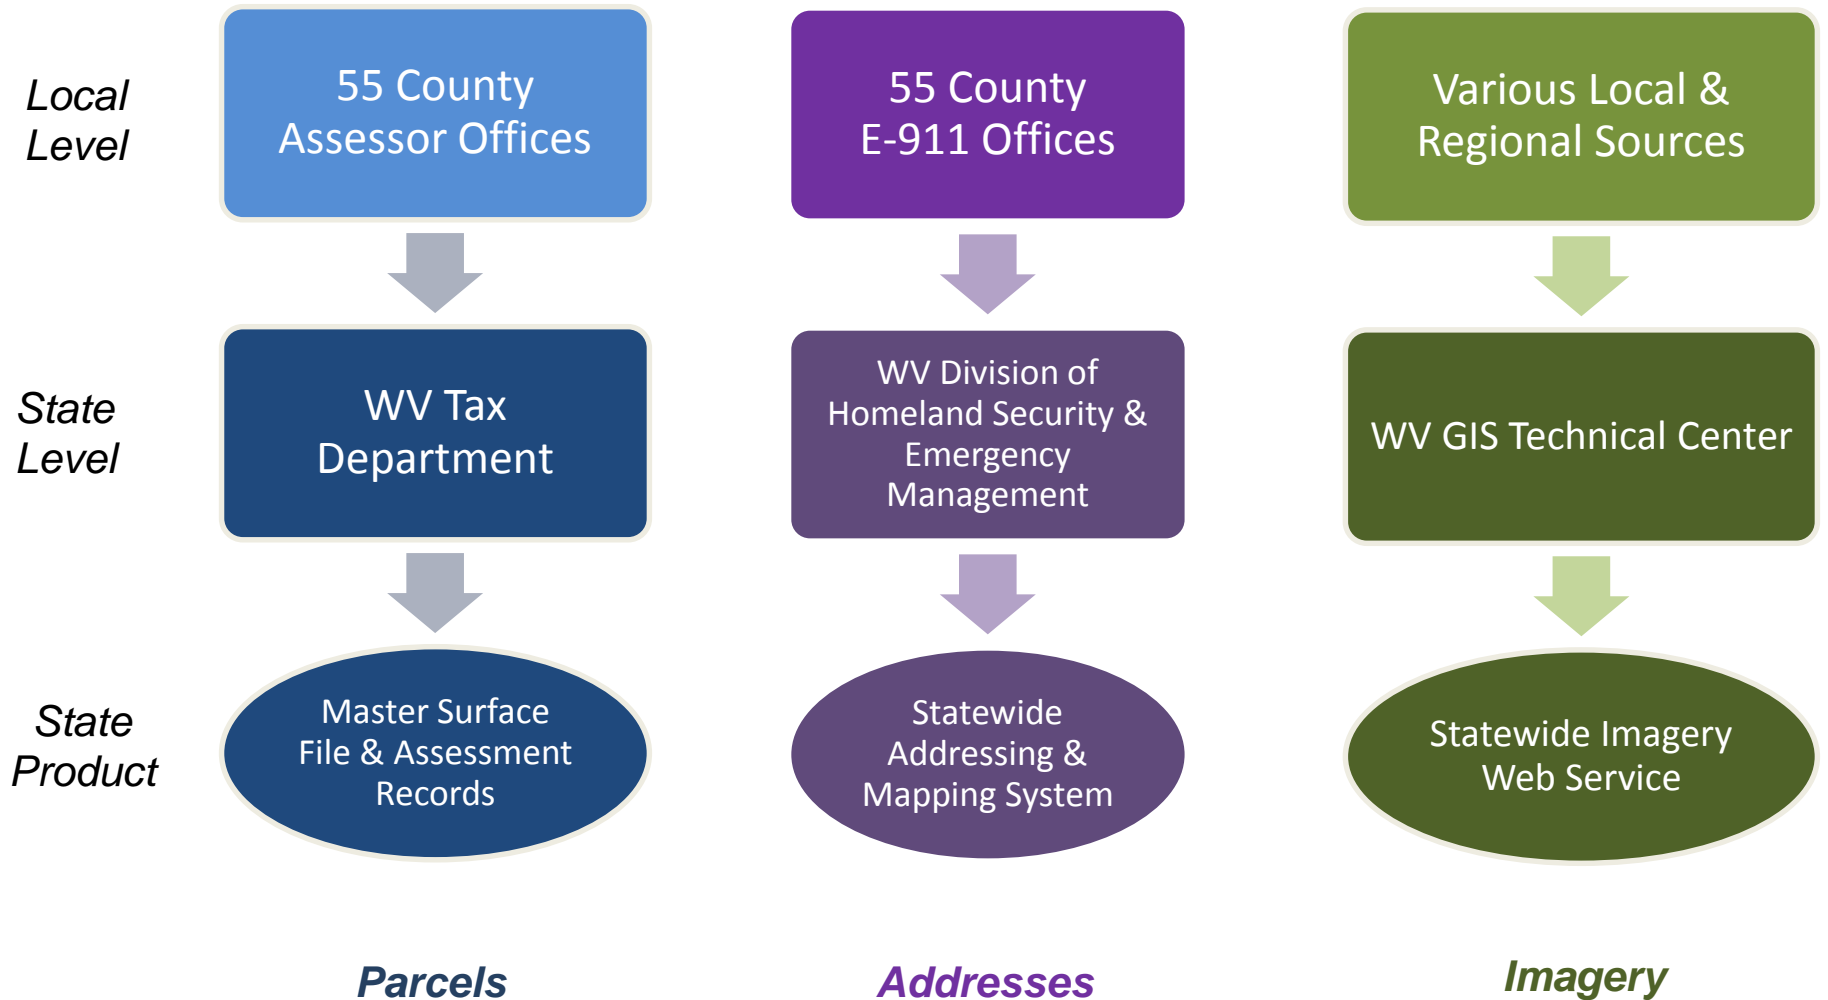 Local
Level
55 County
Assessor Offices
55 County
E-911 Offices
Various Local &
Regional Sources
State
Level
WV Tax
Department
WV Division of
Homeland Security &
Emergency
Management
WV GIS Technical Center
State
Product
Master Surface
File & Assessment
Records
Statewide
Addressing &
Mapping System
Statewide Imagery
Web Service
Parcels
Addresses
Imagery